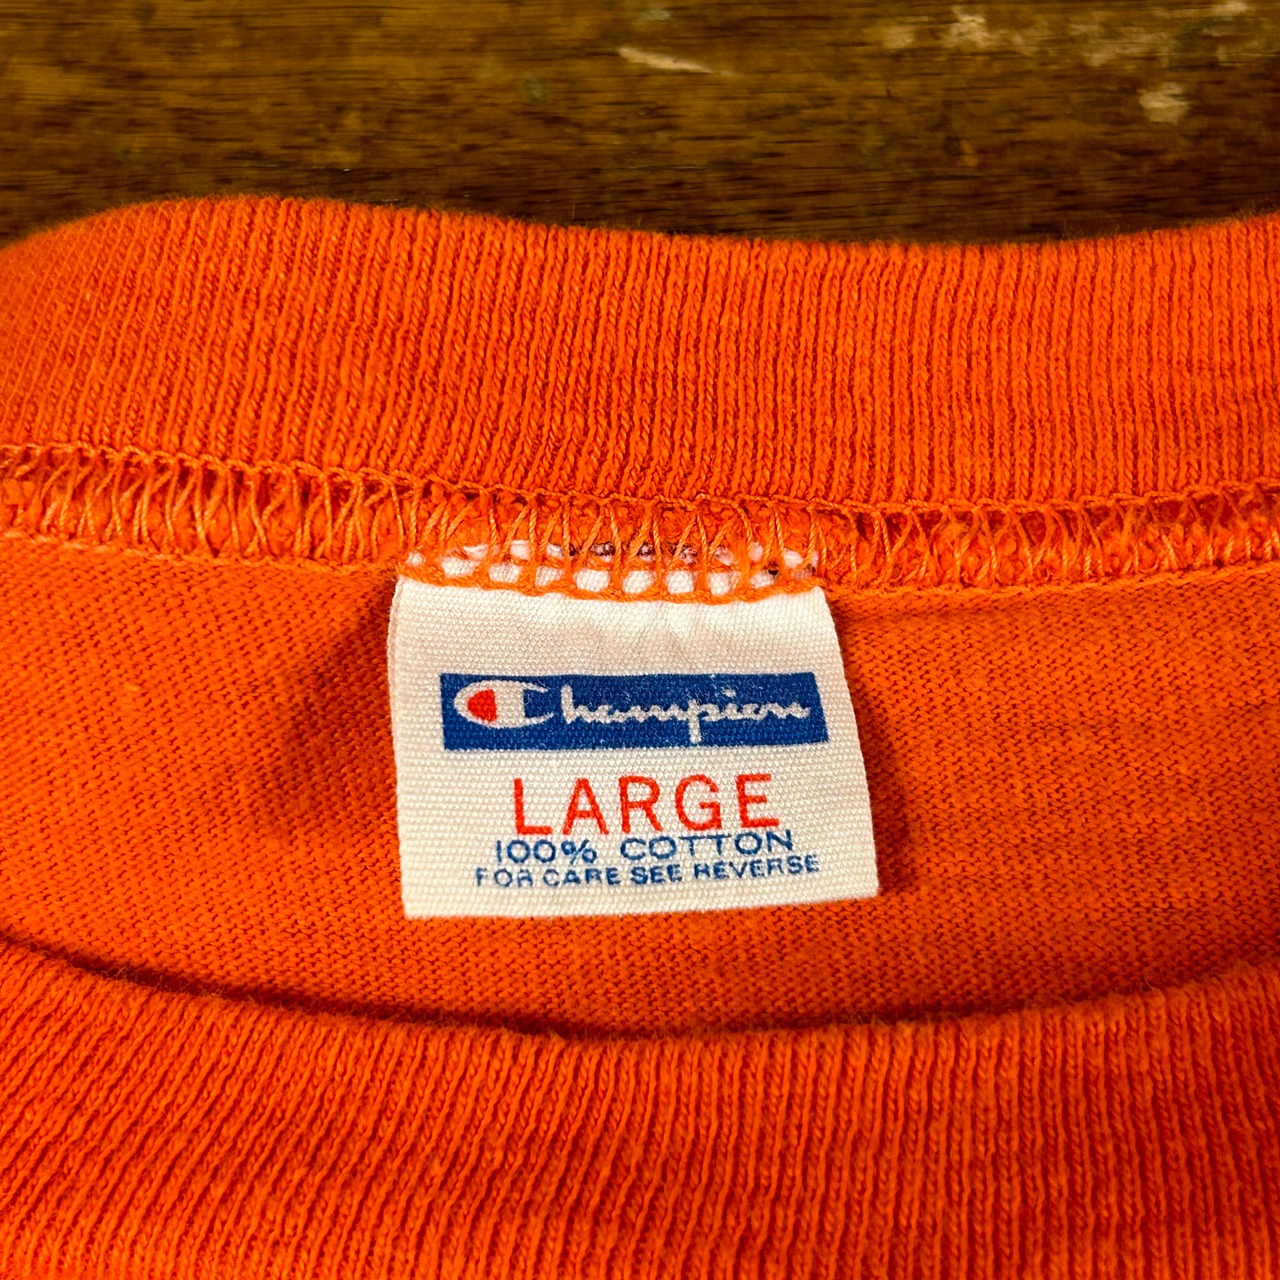 Champion
LARGE
100% COTTON
FOR CARE SEE REVERSE